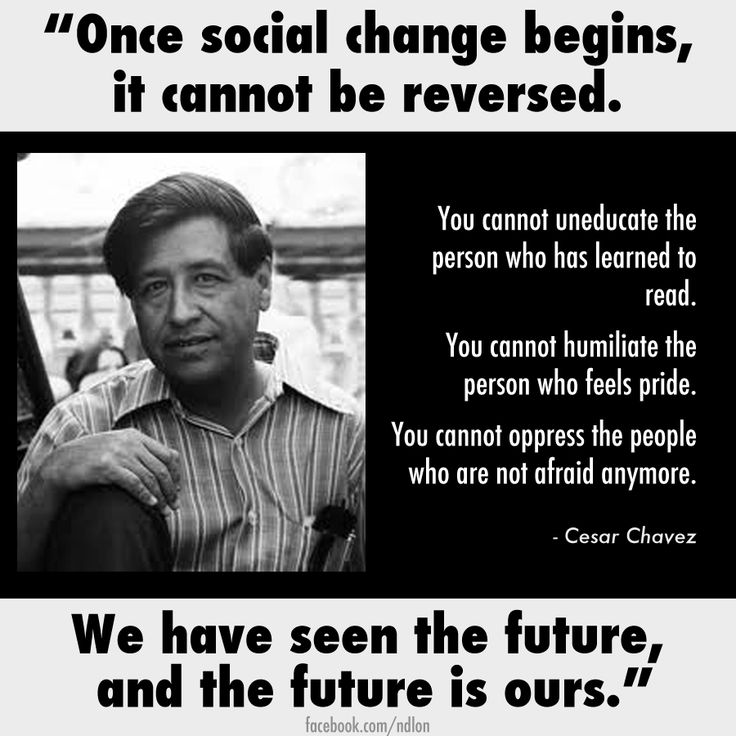 “Once social change begins,
it cannot be reversed.
You cannot uneducate the
person who has learned to
read.
You cannot humiliate the
person who feels pride.
You cannot oppress the people
who are not afraid anymore.
- Cesar Chavez
We have seen the future,
and the future is ours.”
facebook.com/ndlon